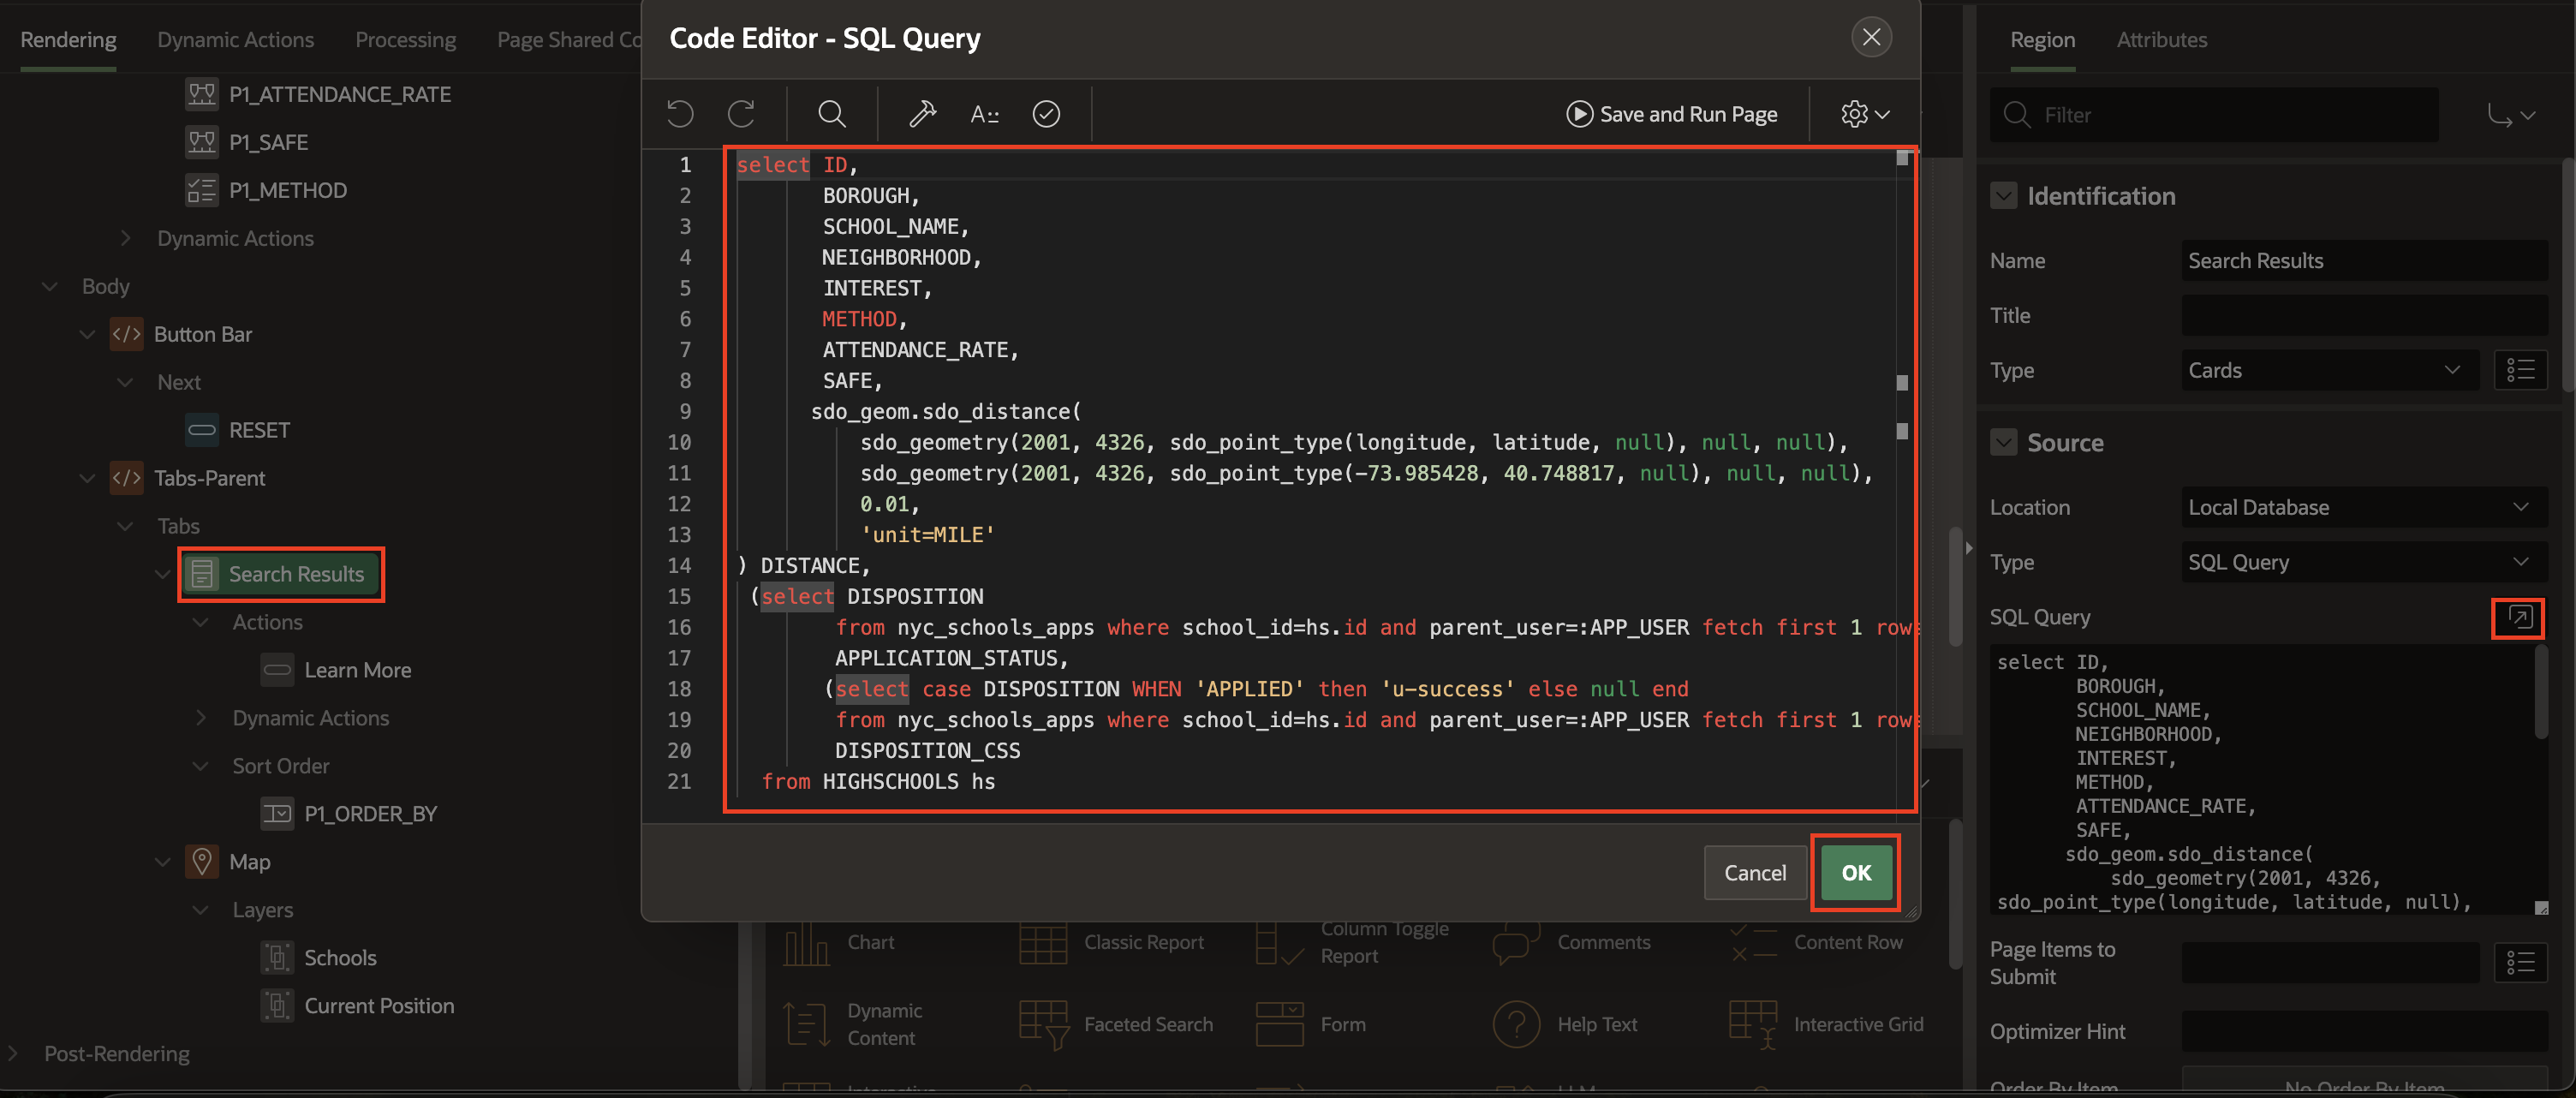 Rendering
Dynamic Actions
Processing
Page Shared Co
P1_ATTENDANCE_RATE
P1_SAFE
P1_METHOD
Dynamic Actions
Body
Button Bar
Next
RESET
Tabs-Parent
Tabs
Search Results
Actions
Learn More
Dynamic Actions
Sort Order
P1_ORDER_BY
Map
Layers
Schools
Current Position
Post-Rendering
Code Editor - SQL Query
Save and Run Page
1 select ID,
2 BOROUGH,
3 SCHOOL_NAME,
4 NEIGHBORHOOD,
5 INTEREST,
6 METHOD,
7 ATTENDANCE_RATE,
8 SAFE,
9 sdo_geom.sdo_distance(
10 sdo_geometry(2001, 4326, sdo_point_type(longitude, latitude, null), null, null),
11 sdo_geometry(2001, 4326, sdo_point_type(-73.985428, 40.748817, null), null, null),
12 0.01,
13 'unit=MILE'
14 ) DISTANCE,
15 (select DISPOSITION
16 from nyc_schools_apps where school_id=hs.id and parent_user=:APP_USER fetch first 1 row
17 APPLICATION_STATUS,
18 (select case DISPOSITION WHEN 'APPLIED' then 'u-success' else null end
19 from nyc_schools_apps where school_id=hs.id and parent_user=:APP_USER fetch first 1 row
20 DISPOSITION_CSS
21 from HIGHSCHOOLS hs
Cancel
OK
Chart
Classic Report
Column Toggle
Report
Comments
Content Row
Dynamic
Content
Faceted Search
Form
Help Text
Interactive Grid
Interactive
Region
Attributes
Filter
Identification
Name
Search Results
Title
Type
Cards
Source
Location
Local Database
Type
SQL Query
SQL Query
select ID,
BOROUGH,
SCHOOL_NAME,
NEIGHBORHOOD,
INTEREST,
METHOD,
ATTENDANCE_RATE,
SAFE,
sdo_geom.sdo_distance(
sdo_geometry(2001, 4326,
sdo_point_type(longitude, latitude, null),
Page Items to
Submit
Optimizer Hint
Order By Item
No Order By Item